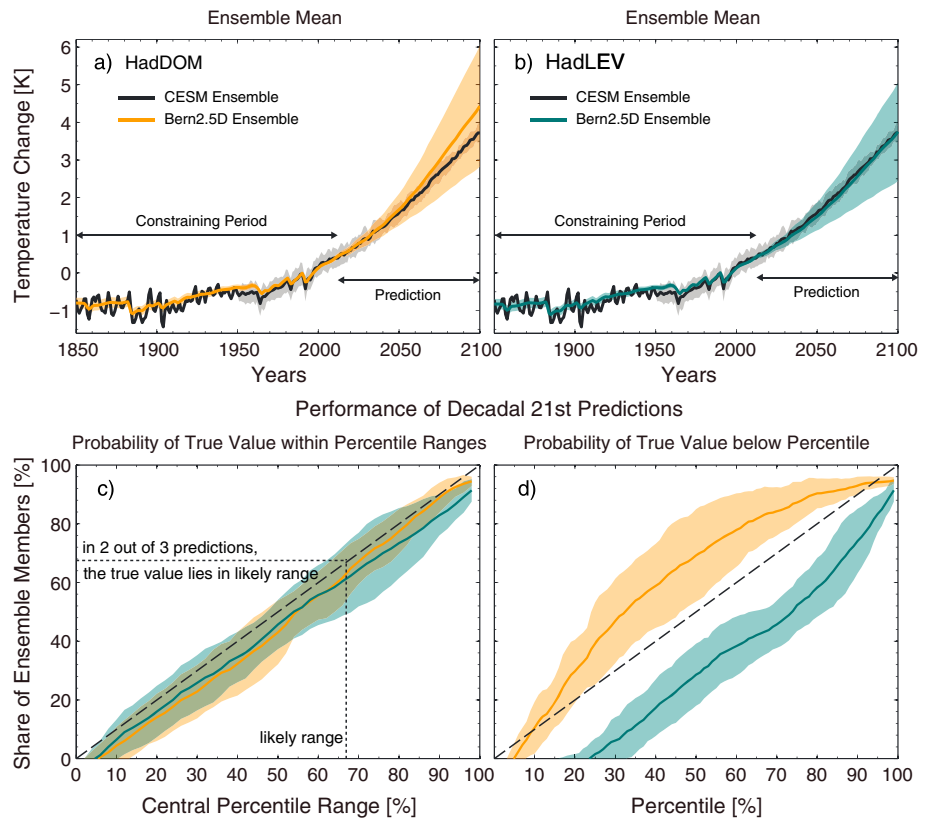 Ensemble Mean
Ensemble Mean
Temperature Change [K]
6
5
4
3
2
1
0
−1
a) HadDOM
CESM Ensemble
Bern2.5D Ensemble
Constraining Period
Prediction
1850
1900
1950
2000
2050
2100
Years
b) HadLEV
CESM Ensemble
Bern2.5D Ensemble
Constraining Period
Prediction
1900
1950
2000
2050
2100
Years
Performance of Decadal 21st Predictions
Probability of True Value within Percentile Ranges
Probability of True Value below Percentile
Share of Ensemble Members [%]
100
80
60
40
20
0
c)
in 2 out of 3 predictions,
the true value lies in likely range
likely range
0
10
20
30
40
50
60
70
80
90
100
Central Percentile Range [%]
d)
10
20
30
40
50
60
70
80
90
100
Percentile [%]